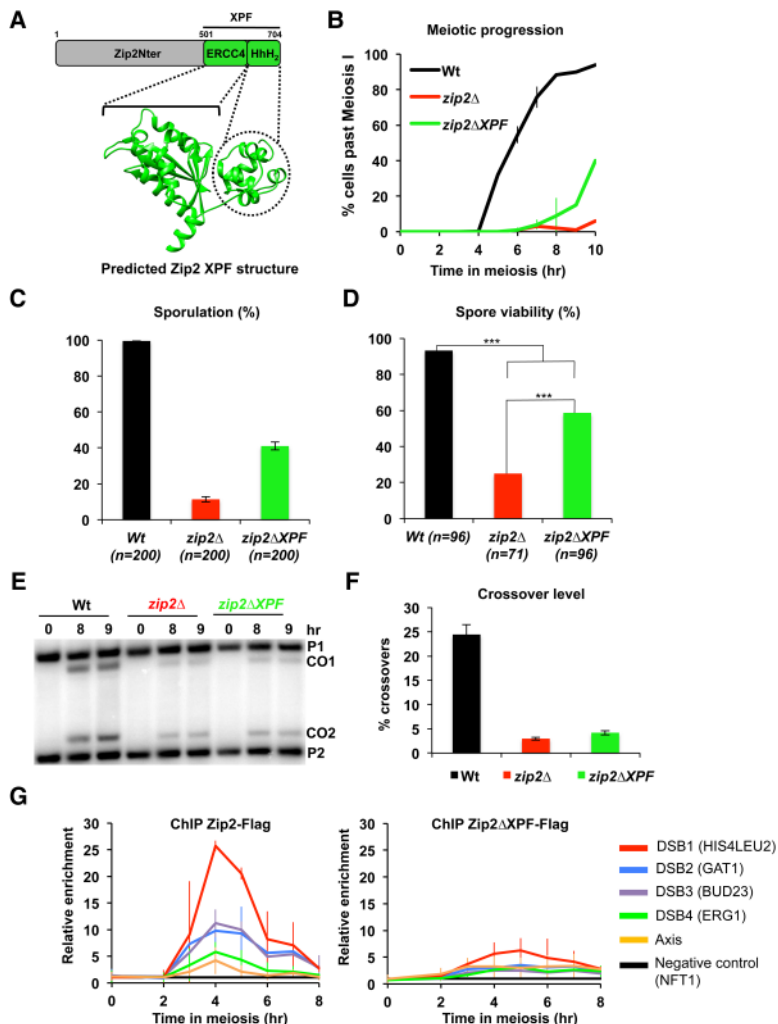 A
XPF
1
501
704
Zip2Nter
ERCC4
HhH2
Predicted Zip2 XPF structure
B
Meiotic progression
% cells past Meiosis I
100
80
60
40
20
0
Wt
zip2Δ
zip2ΔXPF
0 2 4 6 8 10
Time in meiosis (hr)
C
Sporulation (%)
100
80
60
40
20
0
Wt zip2Δ zip2ΔXPF
(n=200) (n=200) (n=200)
D
Spore viability (%)
100
80
60
40
20
0
***
***
Wt (n=96) zip2Δ zip2ΔXPF
(n=71) (n=96)
E
Wt zip2Δ zip2ΔXPF
0 8 9 0 8 9 0 8 9 hr
P1
CO1
CO2
P2
F
Crossover level
% crossovers
30
25
20
15
10
5
0
Wt zip2Δ zip2ΔXPF
G
ChIP Zip2-Flag
Relative enrichment
30
25
20
15
10
5
0
0 2 4 6 8
Time in meiosis (hr)
ChIP Zip2ΔXPF-Flag
Relative enrichment
30
25
20
15
10
5
0
0 2 4 6 8
Time in meiosis (hr)
DSB1 (HIS4LEU2)
DSB2 (GAT1)
DSB3 (BUD23)
DSB4 (ERG1)
Axis
Negative control
(NFT1)